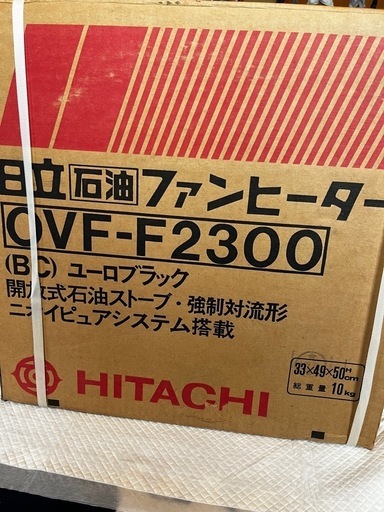 日立石油ファンヒーター
OVF-F2300
(BC) ユーロブラック
開放式石油ストーブ・強制対流形
ニオイピュアシステム搭載
HITACHI
33×49×50Hcm
総重量 10kg